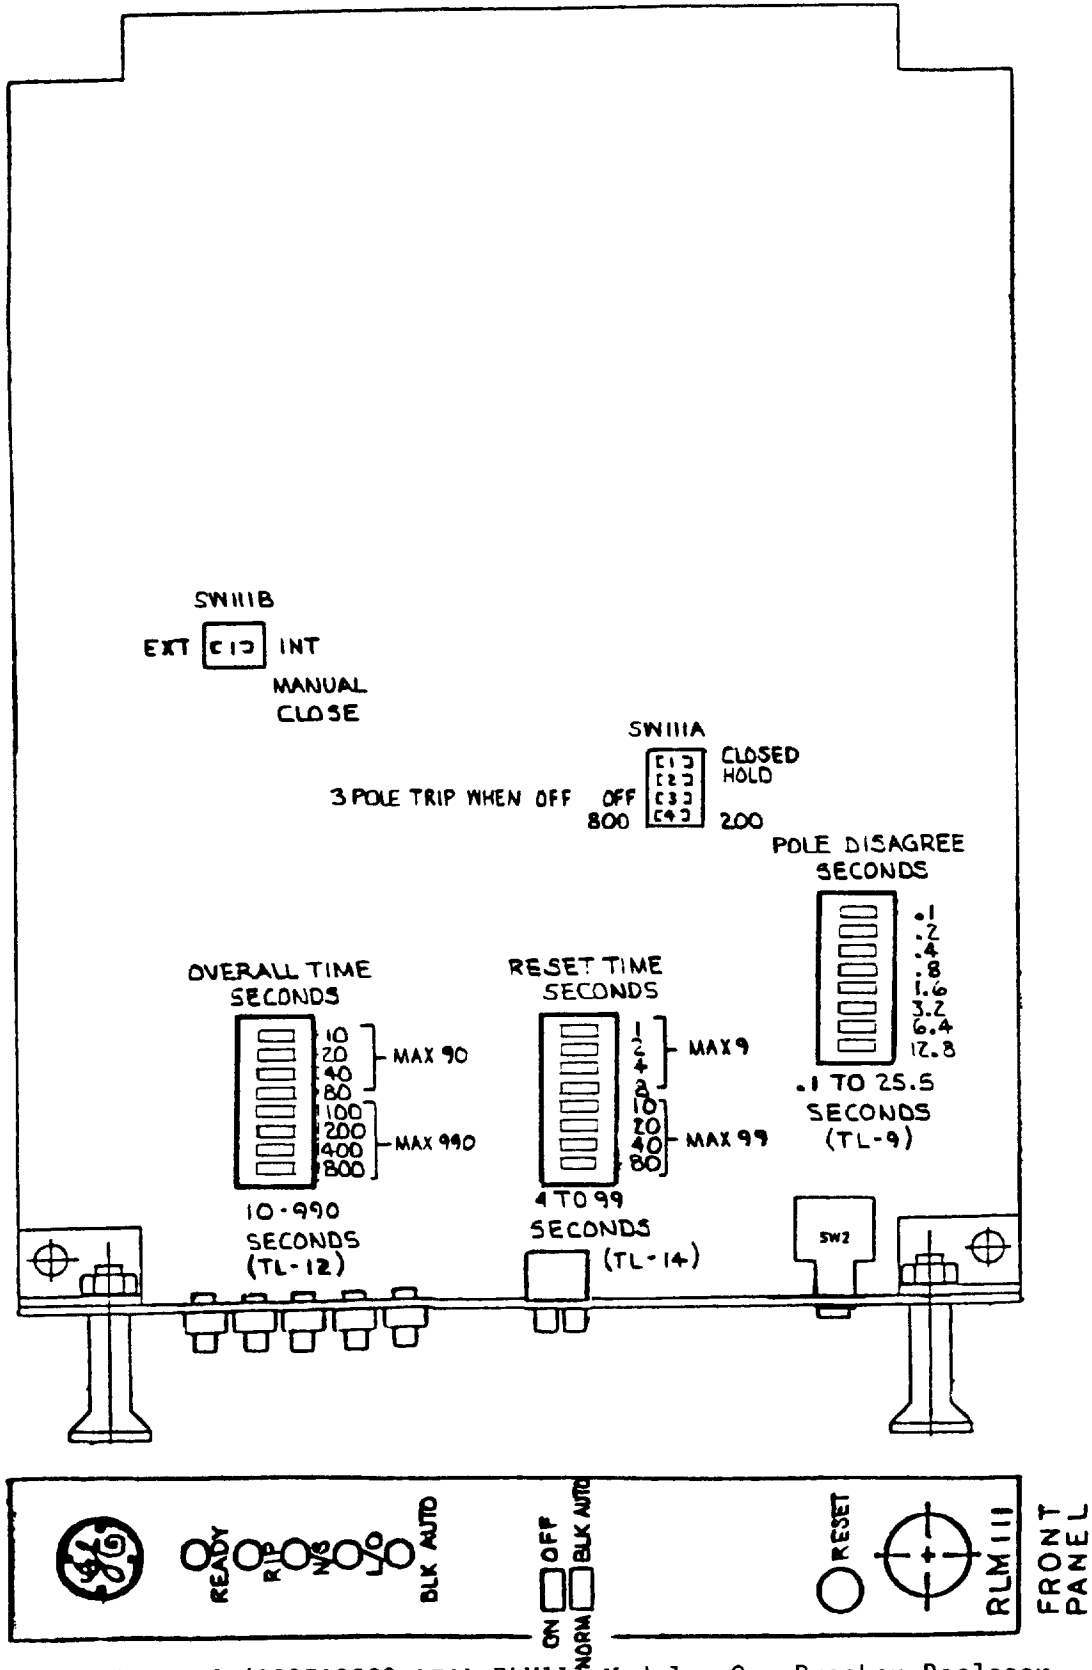 SW111B
EXT [1] INT
MANUAL
CLOSE
SW111A
[1] CLOSED
[2] HOLD
3 POLE TRIP WHEN OFF OFF [3]
800 [4] 200
POLE DISAGREE
SECONDS
.1
.2
.4
.8
1.6
3.2
6.4
12.8
.1 TO 25.5
SECONDS
(TL-9)
OVERALL TIME
SECONDS
10
20
40
80
MAX 90
100
200
400
800
MAX 990
10-990
SECONDS
(TL-12)
RESET TIME
SECONDS
1
2
4
8
MAX 9
10
20
40
80
MAX 99
4 TO 99
SECONDS
(TL-14)
SW2
READY
RIP
N/S
L/O
BLK AUTO
ON OFF
NORM BLK AUTO
RESET
RLM 111
FRONT
PANEL